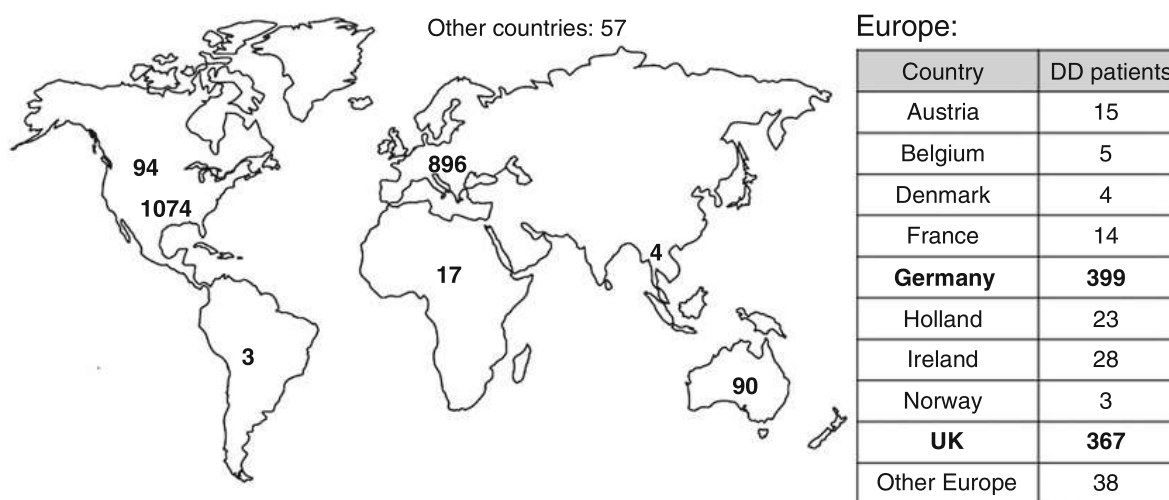 Other countries: 57
94
1074
896
4
17
3
90
Europe:
Country DD patients
Austria 15
Belgium 5
Denmark 4
France 14
Germany 399
Holland 23
Ireland 28
Norway 3
UK 367
Other Europe 38